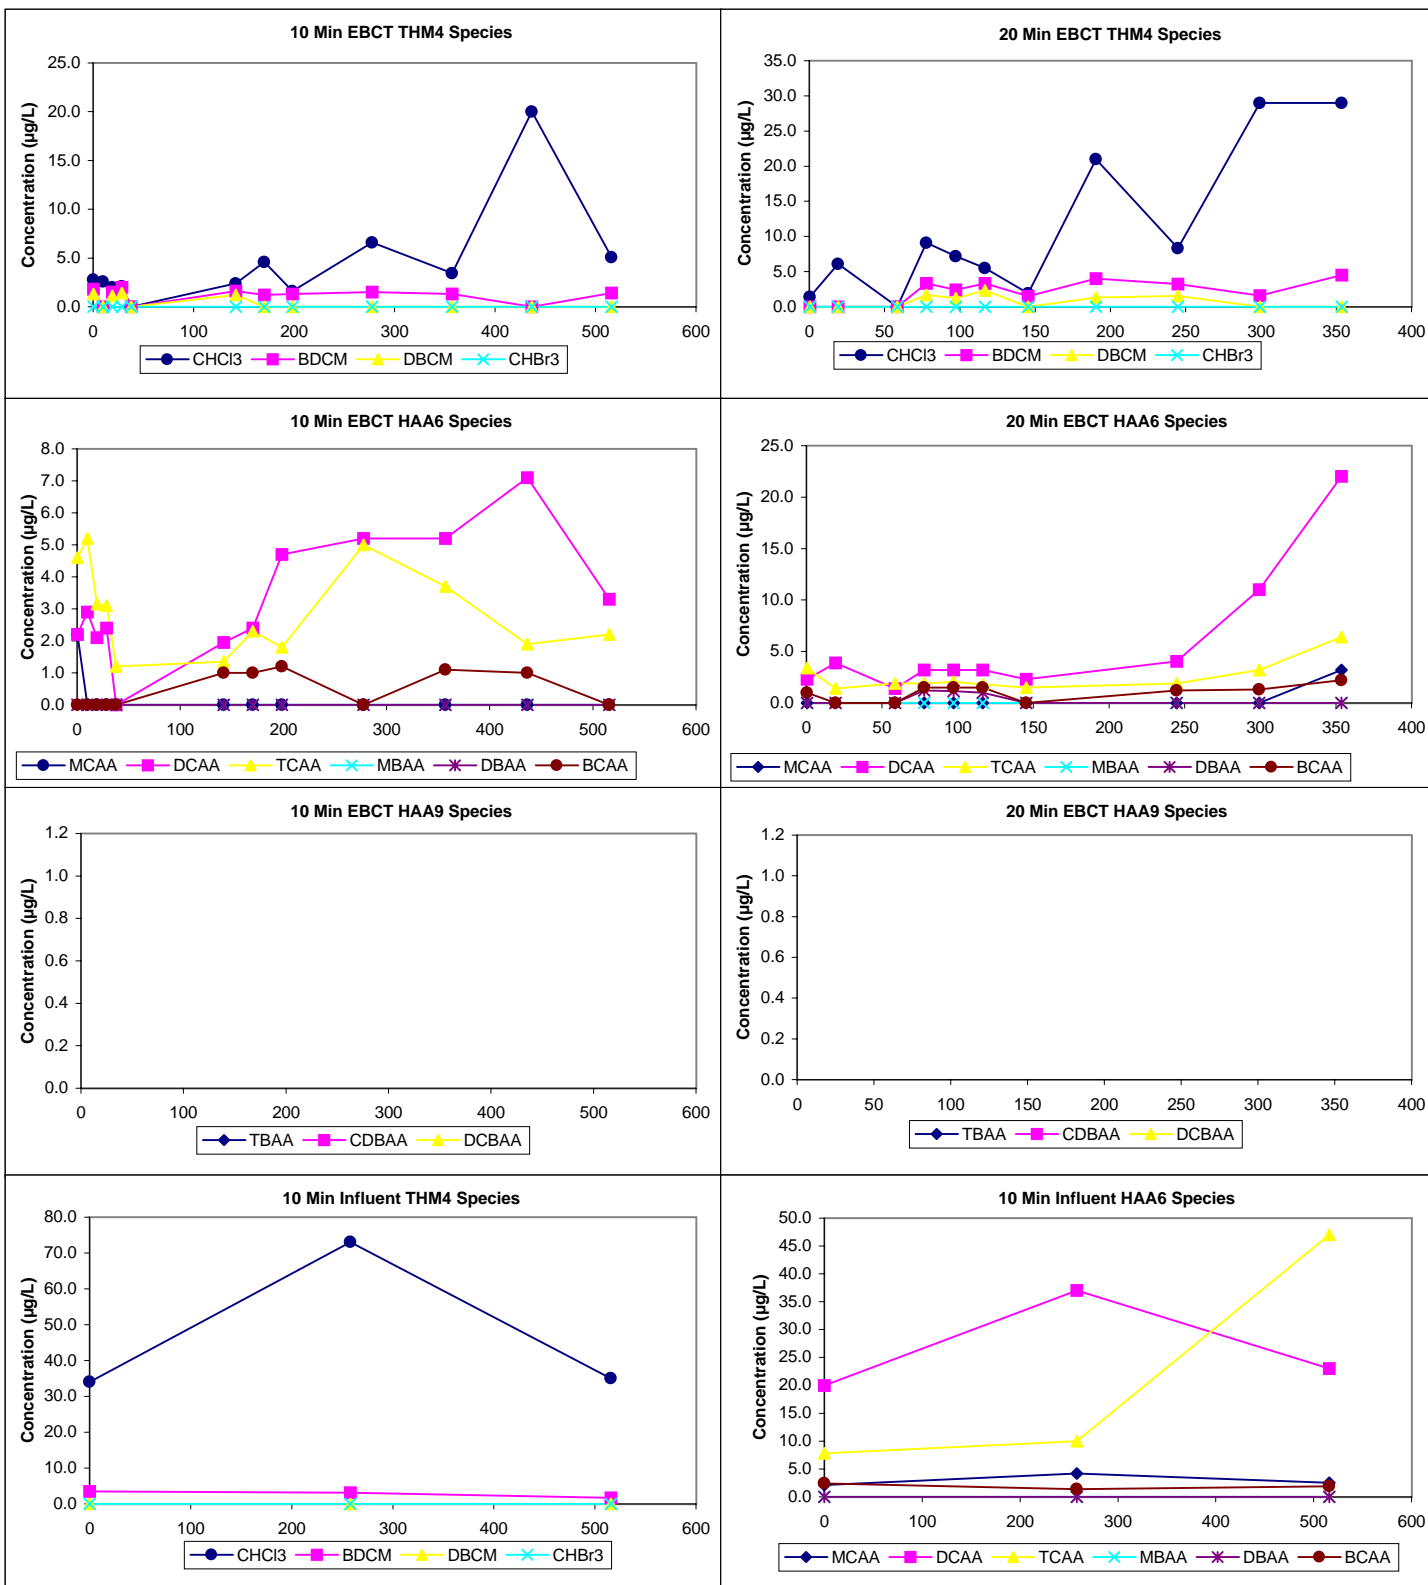 10 Min EBCT THM4 Species
Concentration (µg/L)
25.0
20.0
15.0
10.0
5.0
0.0
0 100 200 300 400 500 600
CHCl3 BDCM DBCM CHBr3
20 Min EBCT THM4 Species
Concentration (µg/L)
35.0
30.0
25.0
20.0
15.0
10.0
5.0
0.0
0 50 100 150 200 250 300 350 400
CHCl3 BDCM DBCM CHBr3
10 Min EBCT HAA6 Species
Concentration (µg/L)
8.0
7.0
6.0
5.0
4.0
3.0
2.0
1.0
0.0
0 100 200 300 400 500 600
MCAA DCAA TCAA MBAA DBAA BCAA
20 Min EBCT HAA6 Species
Concentration (µg/L)
25.0
20.0
15.0
10.0
5.0
0.0
0 50 100 150 200 250 300 350 400
MCAA DCAA TCAA MBAA DBAA BCAA
10 Min EBCT HAA9 Species
Concentration (µg/L)
1.2
1.0
0.8
0.6
0.4
0.2
0.0
0 100 200 300 400 500 600
TBAA CDBAA DCBAA
20 Min EBCT HAA9 Species
Concentration (µg/L)
1.2
1.0
0.8
0.6
0.4
0.2
0.0
0 50 100 150 200 250 300 350 400
TBAA CDBAA DCBAA
10 Min Influent THM4 Species
Concentration (µg/L)
80.0
70.0
60.0
50.0
40.0
30.0
20.0
10.0
0.0
0 100 200 300 400 500 600
CHCl3 BDCM DBCM CHBr3
10 Min Influent HAA6 Species
Concentration (µg/L)
50.0
45.0
40.0
35.0
30.0
25.0
20.0
15.0
10.0
5.0
0.0
0 100 200 300 400 500 600
MCAA DCAA TCAA MBAA DBAA BCAA